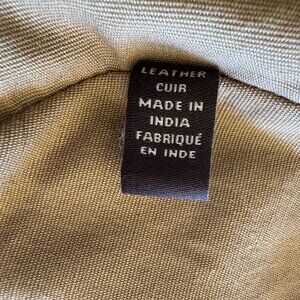 LEATHER
CUIR
MADE IN
INDIA
FABRIQUÉ
EN INDE